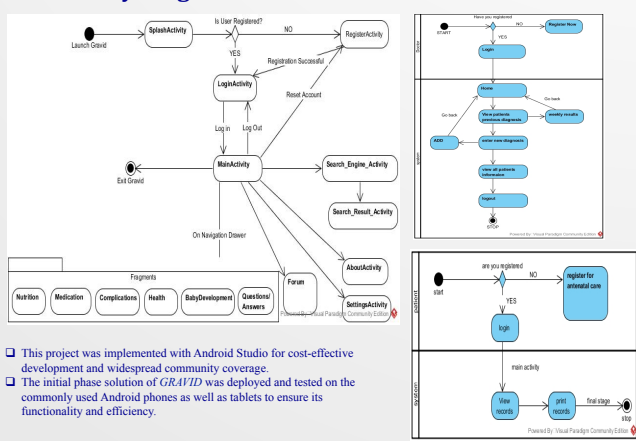 Is User Registered?
SplashActivity
NO
RegisterActivity
Launch Gravid
YES
Registration Successful
LoginActivity
Reset Account
Log in
Log Out
MainActivity
Search_Engine_Activity
Exit Gravid
Search_Result_Activity
On Navigation Drawer
AboutActivity
Fragments
Forum
Nutrition
Medication
Complications
Health
BabyDevelopment
Questions/
Answers
SettingsActivity
Powered By Visual Paradigm Community Edition
❑ This project was implemented with Android Studio for cost-effective
development and widespread community coverage.
❑ The initial phase solution of GRAVID was deployed and tested on the
commonly used Android phones as well as tablets to ensure its
functionality and efficiency.
Have you registered
START
NO
Register Now
YES
Login
Home
Go back
Go back
View patients
previous diagnosis
weekly results
ADD
enter new diagnosis
view all patients
logout
STOP
Powered By Visual Paradigm Community Edition
are you registered
start
NO
register for
antenatal care
patient
YES
login
main activity
system
View
records
print
records
final stage
stop
Powered By Visual Paradigm Community Edition